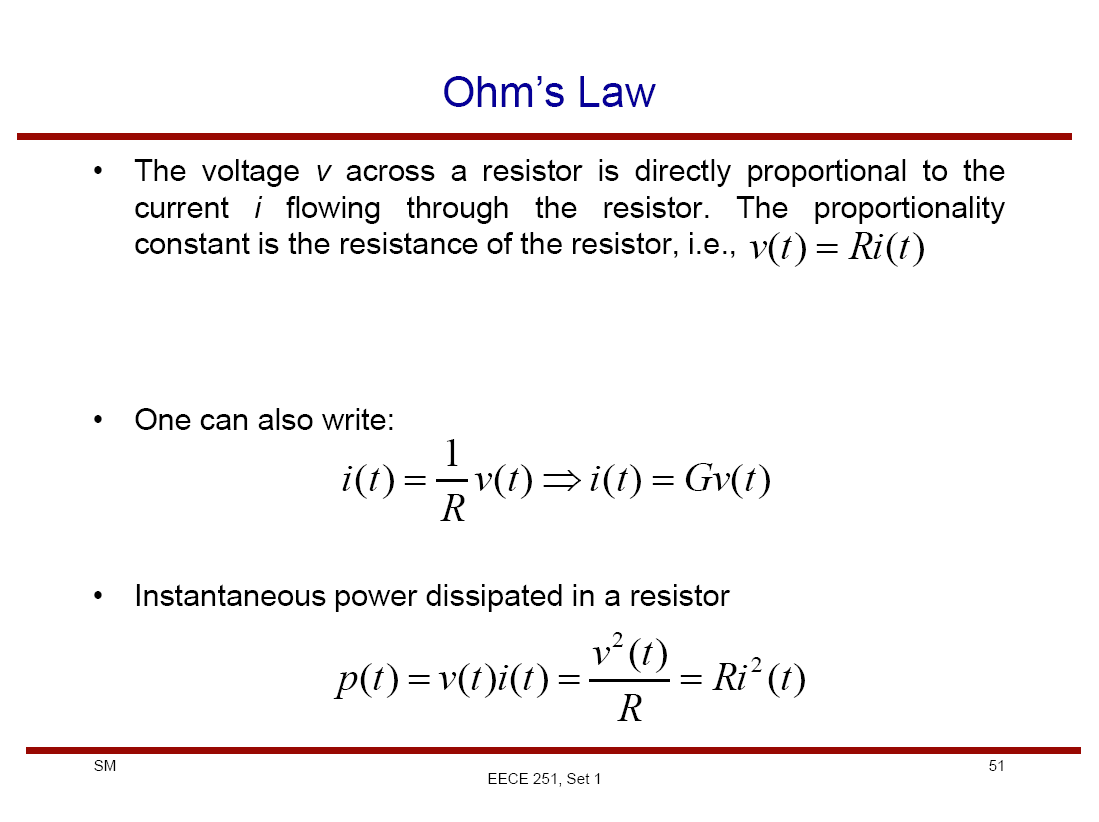 Ohm’s Law
• The voltage v across a resistor is directly proportional to the
current i flowing through the resistor. The proportionality
constant is the resistance of the resistor, i.e., v(t) = Ri(t)
• One can also write:
i(t) = 1/R v(t) ⇒ i(t) = Gv(t)
• Instantaneous power dissipated in a resistor
p(t) = v(t)i(t) = v²(t)/R = Ri²(t)
SM
EECE 251, Set 1
51